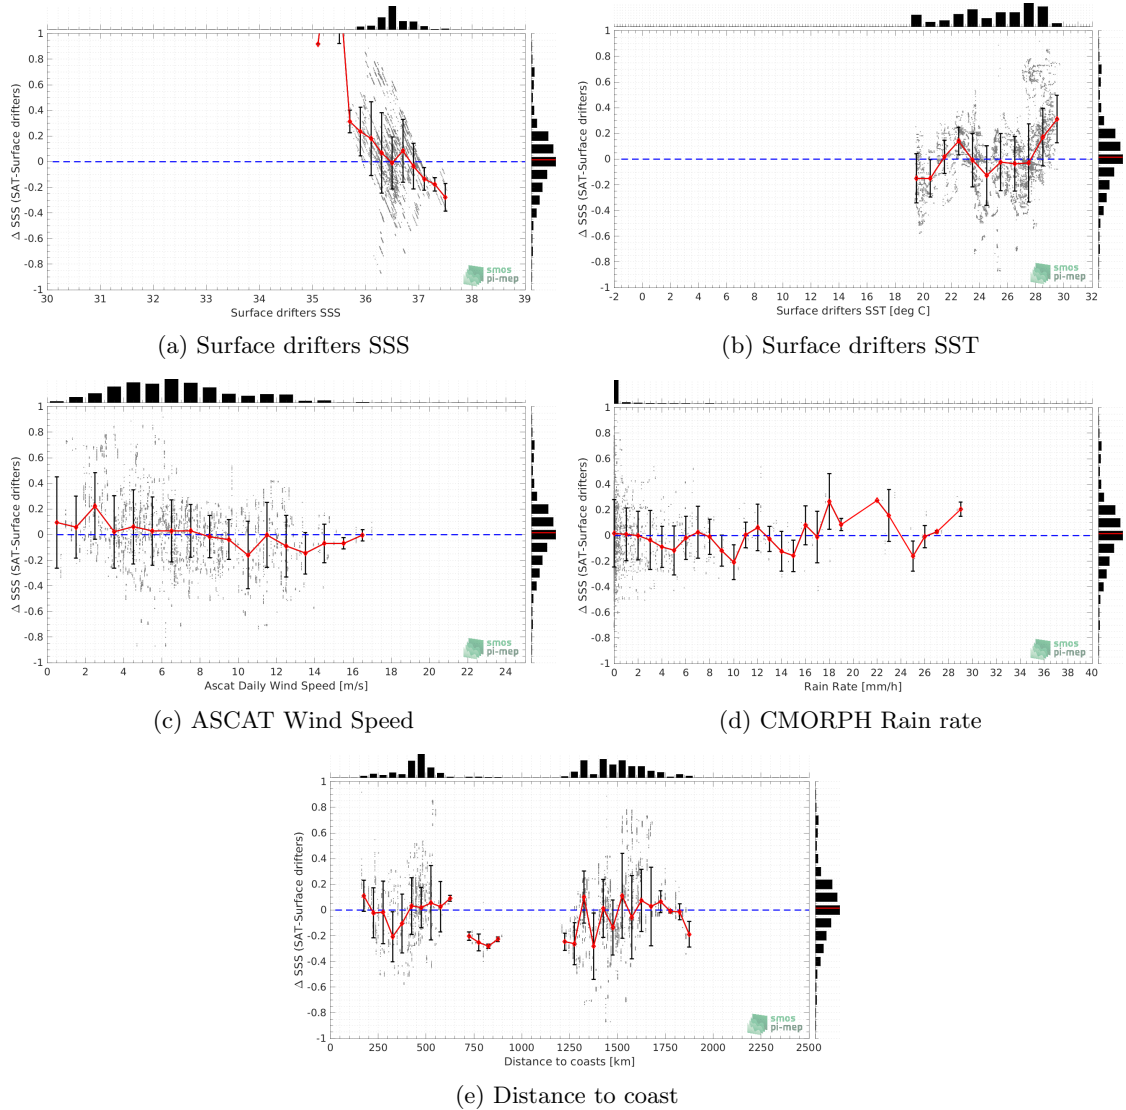 Δ SSS (SAT-Surface drifters)
1
0.8
0.6
0.4
0.2
0
-0.2
-0.4
-0.6
-0.8
-1
30 31 32 33 34 35 36 37 38 39
Surface drifters SSS
smos
pi-mep
(a) Surface drifters SSS
Δ SSS (SAT-Surface drifters)
1
0.8
0.6
0.4
0.2
0
-0.2
-0.4
-0.6
-0.8
-1
-2 0 2 4 6 8 10 12 14 16 18 20 22 24 26 28 30 32
Surface drifters SST [deg C]
smos
pi-mep
(b) Surface drifters SST
Δ SSS (SAT-Surface drifters)
1
0.8
0.6
0.4
0.2
0
-0.2
-0.4
-0.6
-0.8
-1
0 2 4 6 8 10 12 14 16 18 20 22 24
Ascat Daily Wind Speed [m/s]
smos
pi-mep
(c) ASCAT Wind Speed
Δ SSS (SAT-Surface drifters)
1
0.8
0.6
0.4
0.2
0
-0.2
-0.4
-0.6
-0.8
-1
0 2 4 6 8 10 12 14 16 18 20 22 24 26 28 30 32 34 36 38 40
Rain Rate [mm/h]
smos
pi-mep
(d) CMORPH Rain rate
Δ SSS (SAT-Surface drifters)
1
0.8
0.6
0.4
0.2
0
-0.2
-0.4
-0.6
-0.8
-1
0 250 500 750 1000 1250 1500 1750 2000 2250 2500
Distance to coasts [km]
smos
pi-mep
(e) Distance to coast